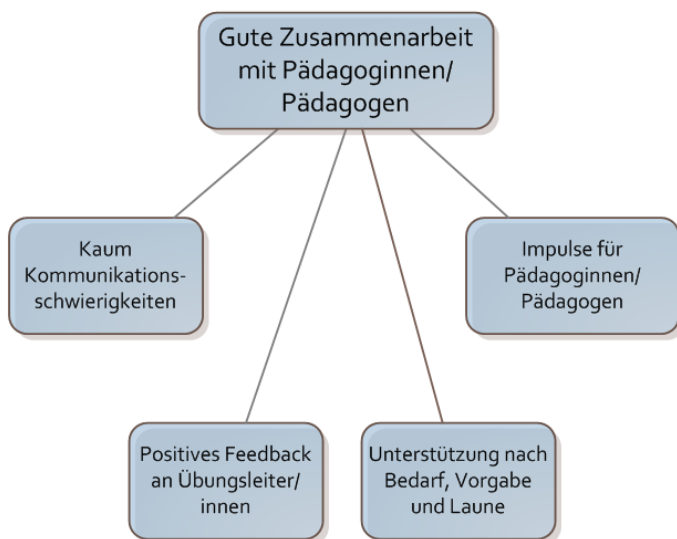 Gute Zusammenarbeit
mit Pädagoginnen/
Pädagogen
Kaum
Kommunikations-
schwierigkeiten
Impulse für
Pädagoginnen/
Pädagogen
Positives Feedback
an Übungsleiter/
innen
Unterstützung nach
Bedarf, Vorgabe
und Laune